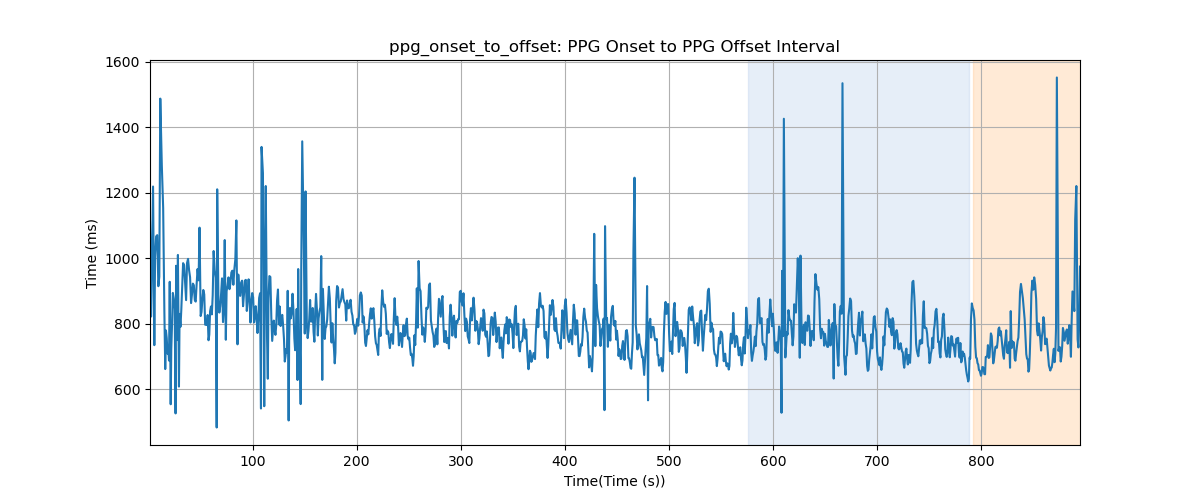 ppg_onset_to_offset: PPG Onset to PPG Offset Interval
1600
1400
1200
1000
800
600
Time (ms)
100 200 300 400 500 600 700 800
Time(Time (s))